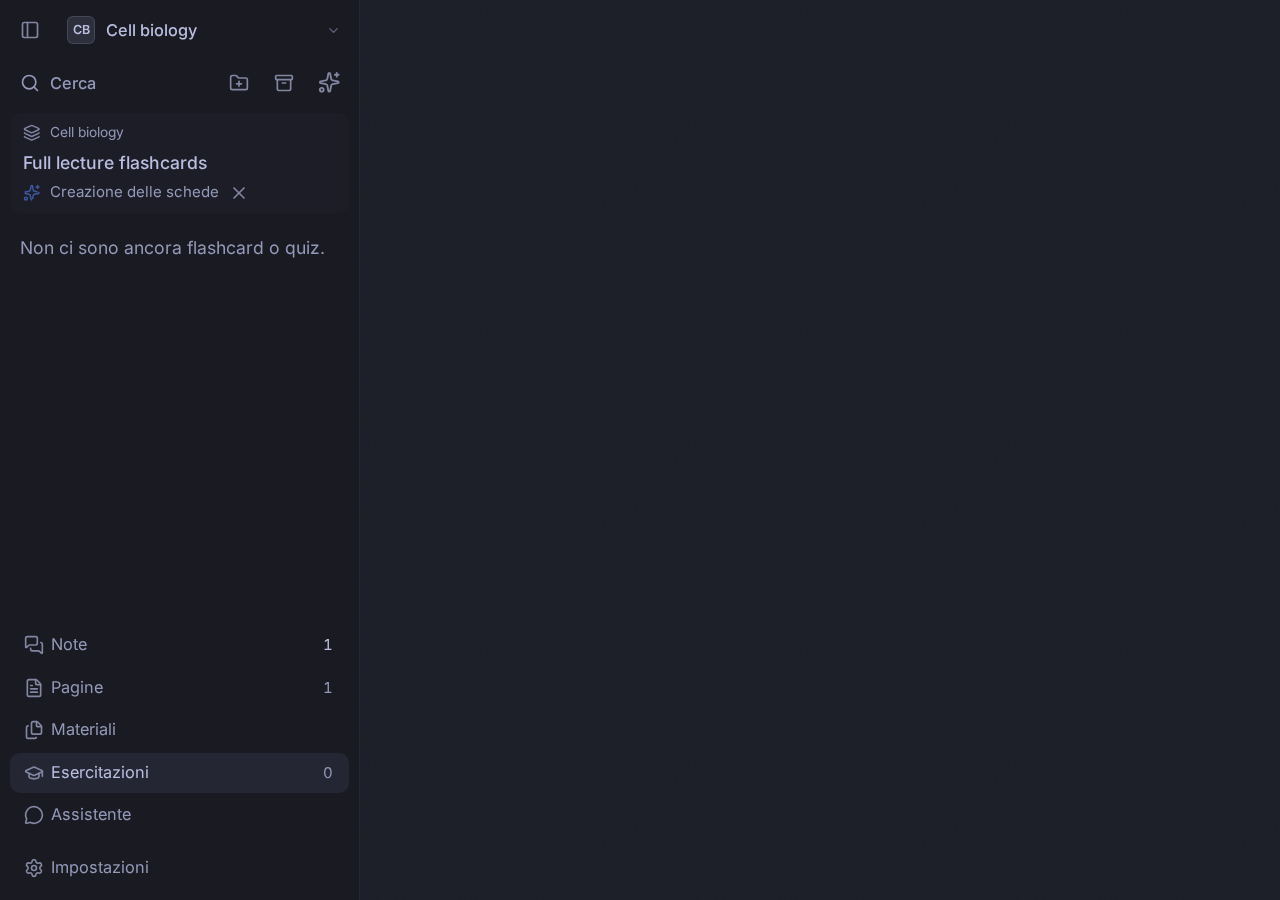 CB Cell biology
Cerca
Cell biology
Full lecture flashcards
Creazione delle schede
Non ci sono ancora flashcard o quiz.
Note 1
Pagine 1
Materiali
Esercitazioni 0
Assistente
Impostazioni